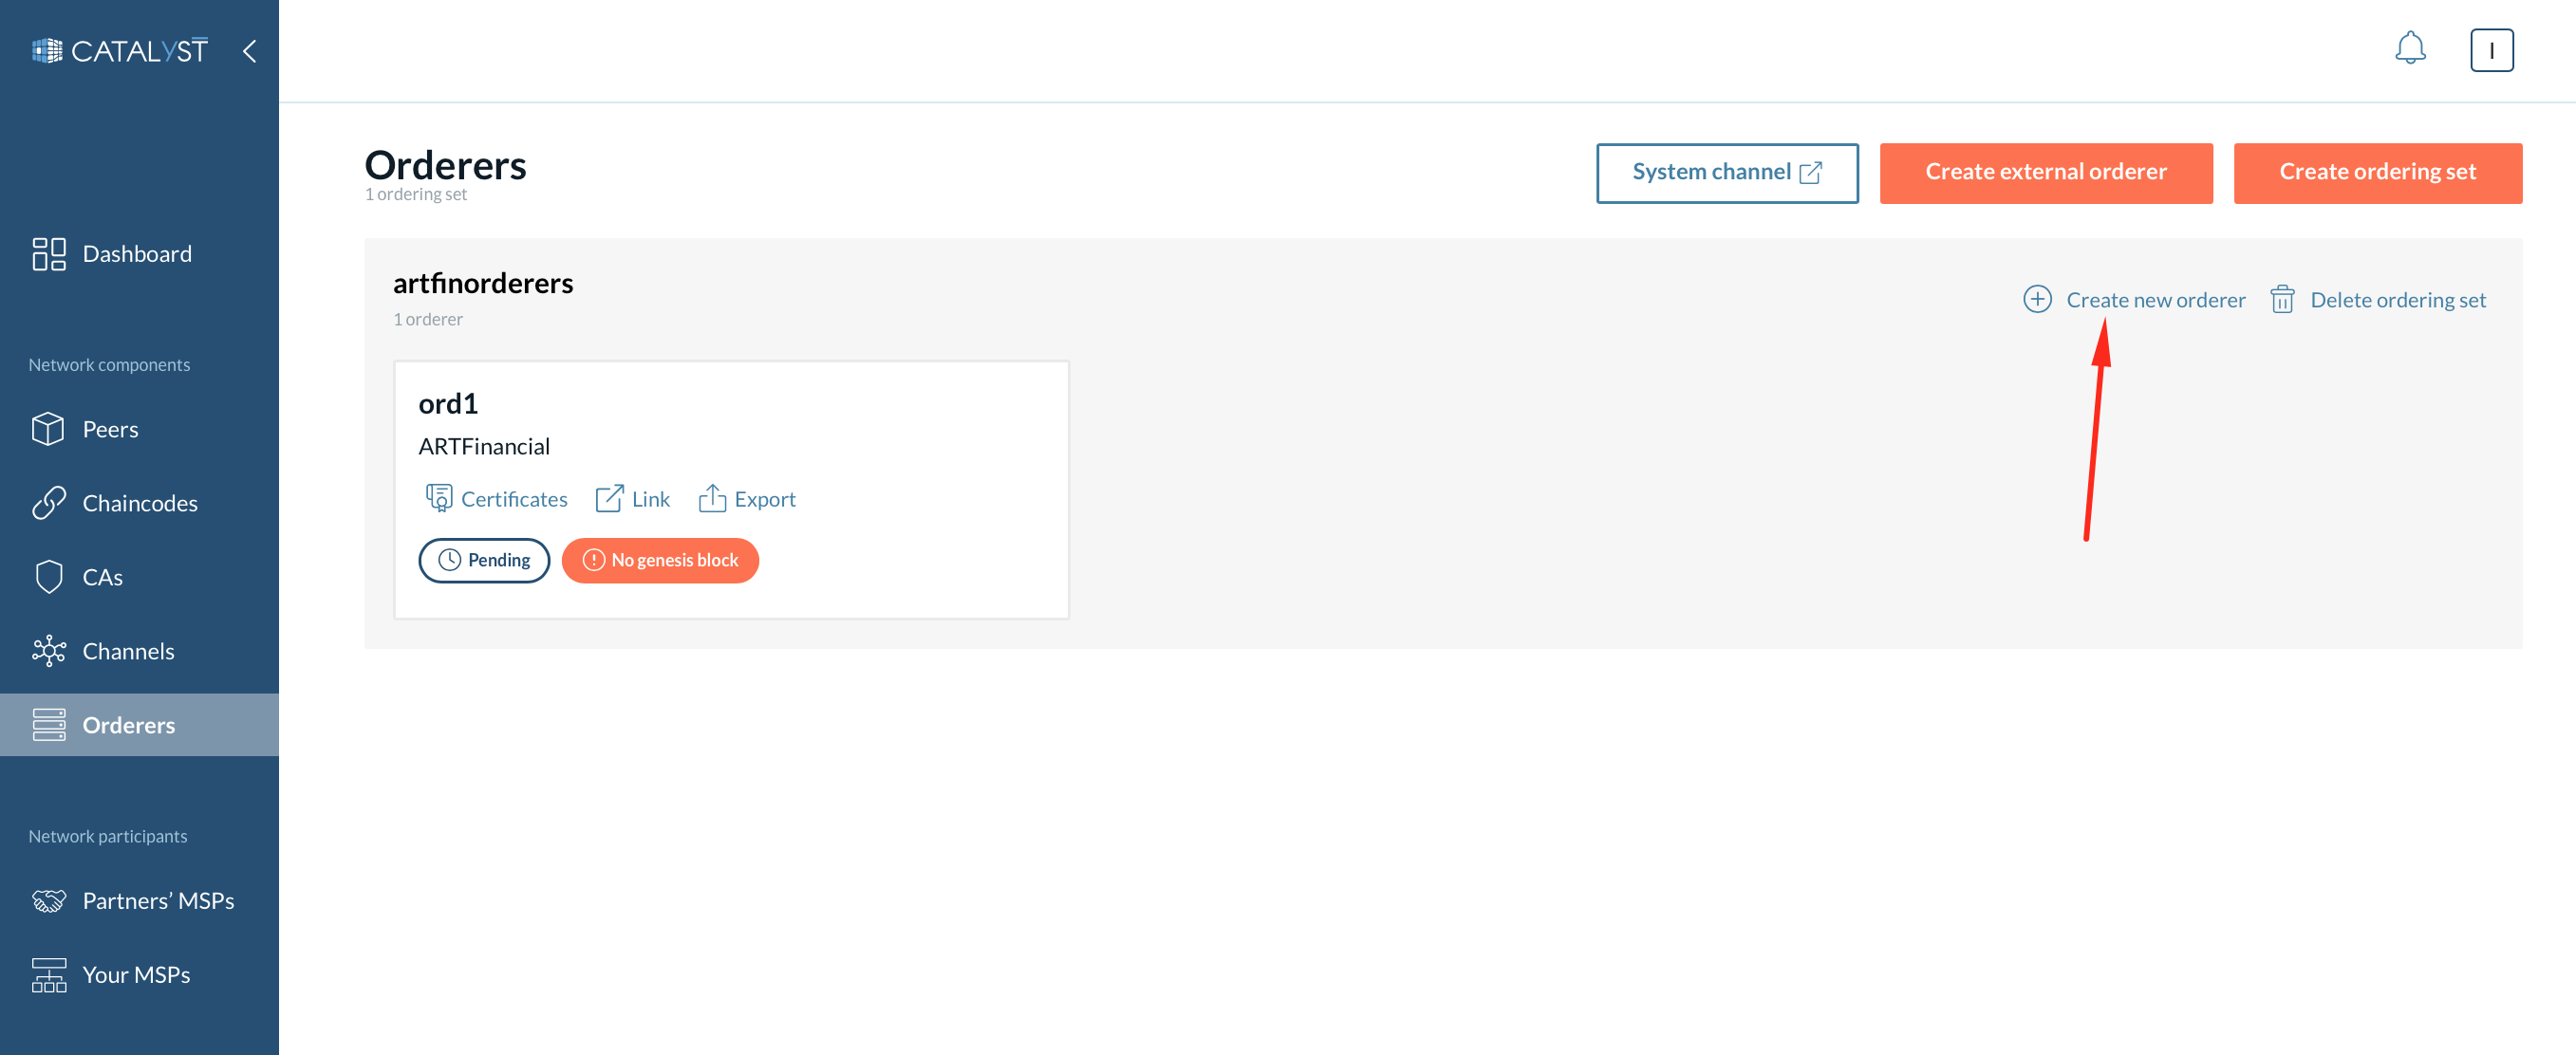 CATALYST
I
Dashboard
Network components
Peers
Chaincodes
CAs
Channels
Orderers
Network participants
Partners’ MSPs
Your MSPs
Orderers
1 ordering set
System channel
Create external orderer
Create ordering set
artfinorderers
1 orderer
Create new orderer
Delete ordering set
ord1
ARTFinancial
Certificates
Link
Export
Pending
No genesis block